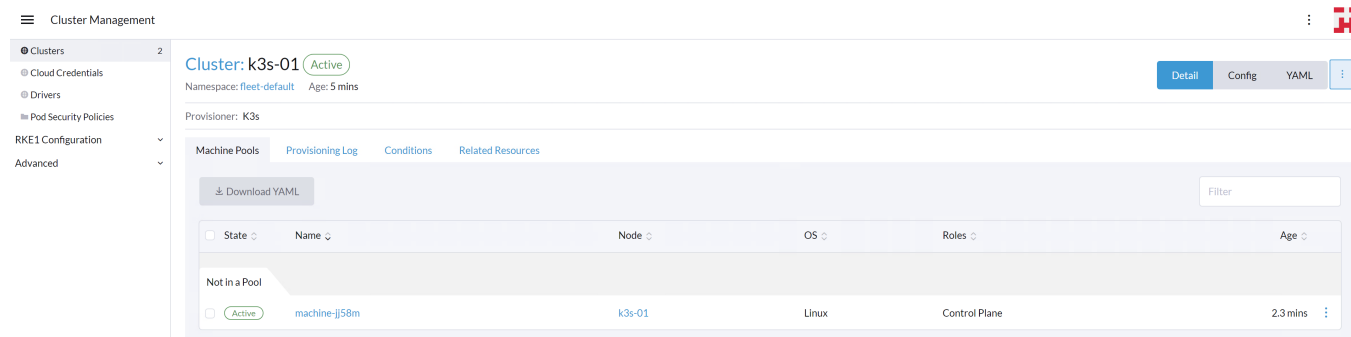 Cluster Management
Clusters 2
Cloud Credentials
Drivers
Pod Security Policies
RKE1 Configuration
Advanced
Cluster: k3s-01 Active
Namespace: fleet-default Age: 5 mins
Detail Config YAML
Provisioner: K3s
Machine Pools Provisioning Log Conditions Related Resources
Download YAML
Filter
State Name Node OS Roles Age
Not in a Pool
Active machine-jj58m k3s-01 Linux Control Plane 2.3 mins